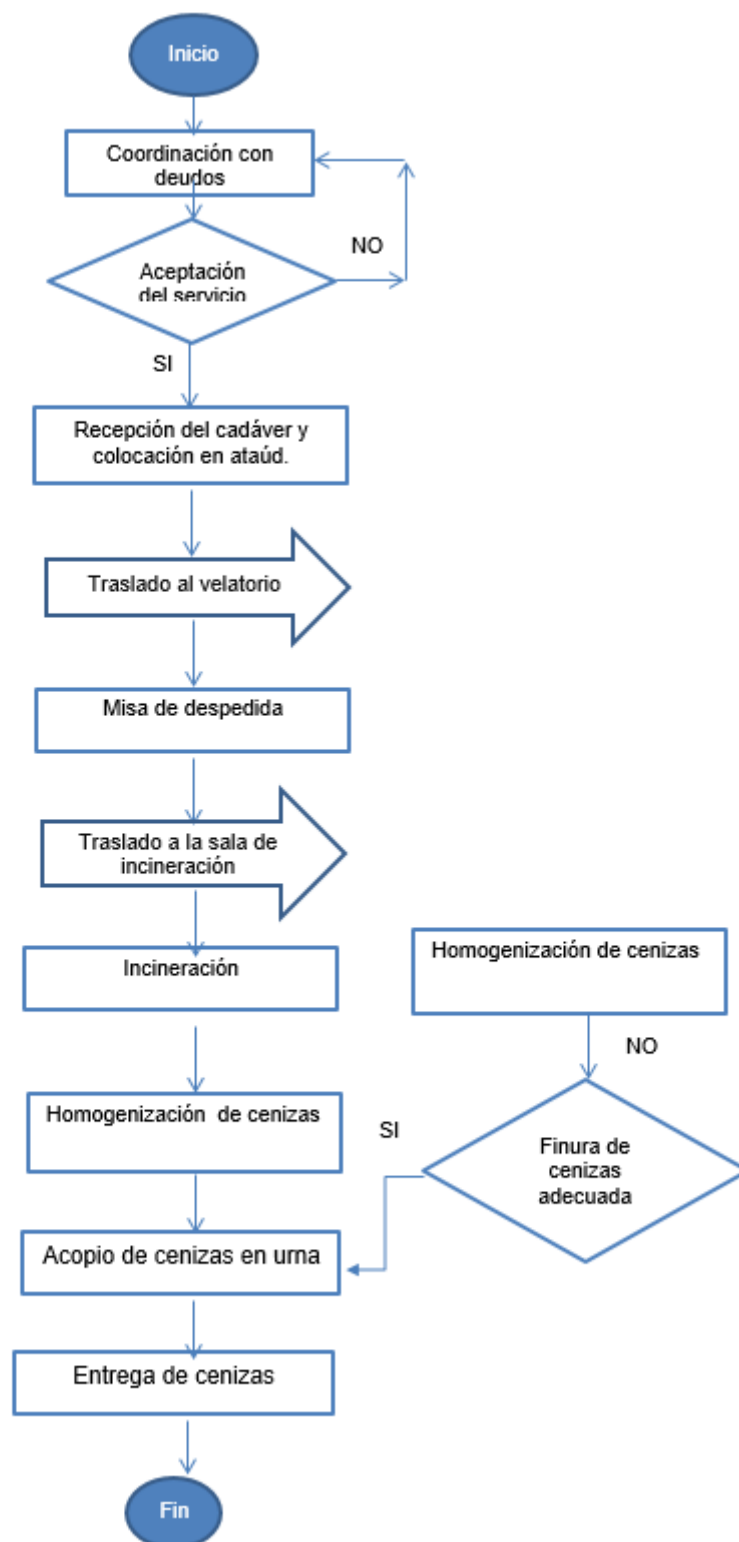 Inicio
Coordinación con
deudos
NO
Aceptación
del servicio
SI
Recepción del cadáver y
colocación en ataúd.
Traslado al velatorio
Misa de despedida
Traslado a la sala de
incineración
Incineración
Homogenización de cenizas
NO
Homogenización de cenizas
SI
Finura de
cenizas
adecuada
Acopio de cenizas en urna
Entrega de cenizas
Fin